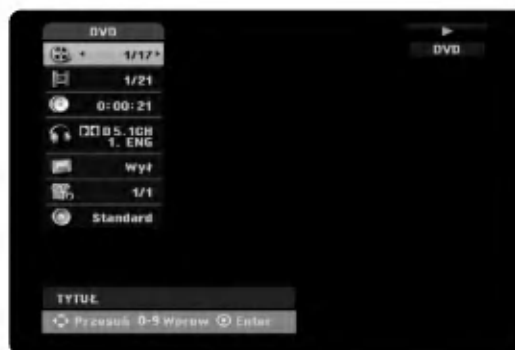 DVD
1/17
1/21
0:00:21
DD D 5.1CH
1. ENG
Wył
1/1
Standard
DVD
TYTUŁ
Przesuń 0-9 Wprow Enter